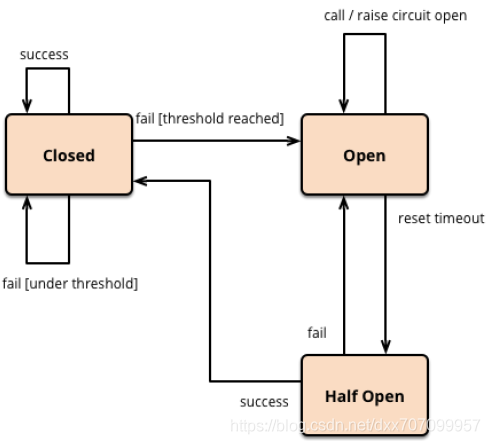 call / raise circuit open
success
fail [threshold reached]
Closed
Open
reset timeout
fail [under threshold]
fail
success
Half Open
https://blog.csdn.net/dxx707099957